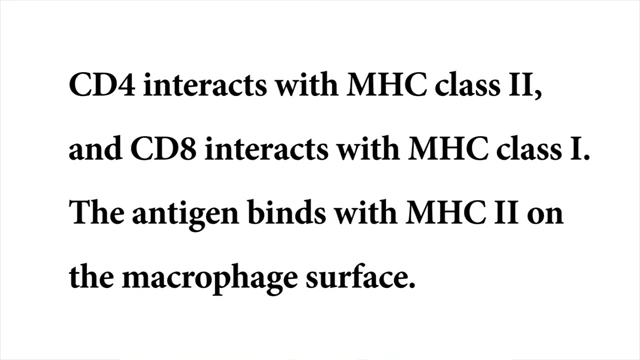 CD4 interacts with MHC class II,
and CD8 interacts with MHC class I.
The antigen binds with MHC II on
the macrophage surface.